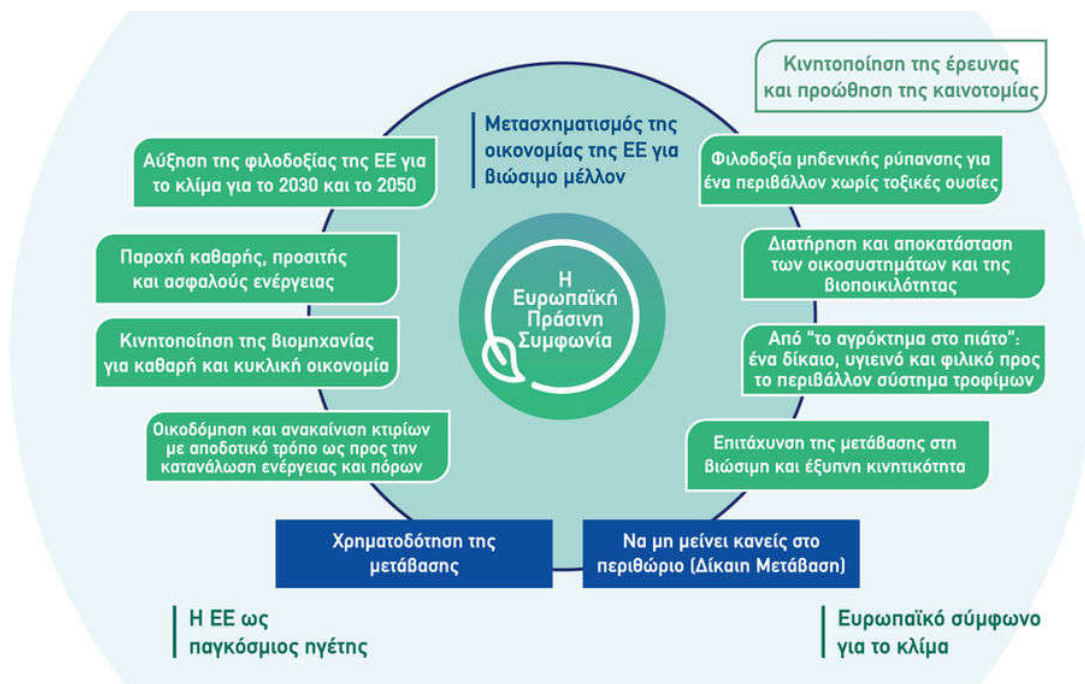 Κινητοποίηση της έρευνας
και προώθηση της καινοτομίας
Μετασχηματισμός της
οικονομίας της ΕΕ για
βιώσιμο μέλλον
Αύξηση της φιλοδοξίας της ΕΕ για
το κλίμα για το 2030 και το 2050
Φιλοδοξία μηδενικής ρύπανσης για
ένα περιβάλλον χωρίς τοξικές ουσίες
Παροχή καθαρής, προσιτής
και ασφαλούς ενέργειας
Διατήρηση και αποκατάσταση
των οικοσυστημάτων και της
βιοποικιλότητας
Η
Ευρωπαϊκή
Πράσινη
Συμφωνία
Κινητοποίηση της βιομηχανίας
για καθαρή και κυκλική οικονομία
Από “το αγρόκτημα στο πιάτο”:
ένα δίκαιο, υγιεινό και φιλικό προς
το περιβάλλον σύστημα τροφίμων
Οικοδόμηση και ανακαίνιση κτιρίων
με αποδοτικό τρόπο ως προς την
κατανάλωση ενέργειας και πόρων
Επιτάχυνση της μετάβασης στη
βιώσιμη και έξυπνη κινητικότητα
Χρηματοδότηση της
μετάβασης
Να μη μείνει κανείς στο
περιθώριο (Δίκαιη Μετάβαση)
Η ΕΕ ως
παγκόσμιος ηγέτης
Ευρωπαϊκό σύμφωνο
για το κλίμα